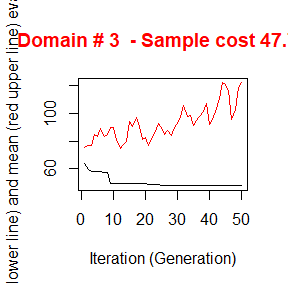 Domain # 3 - Sample cost 47.
lower line) and mean (red upper line) eva
100
60
0 10 20 30 40 50
Iteration (Generation)